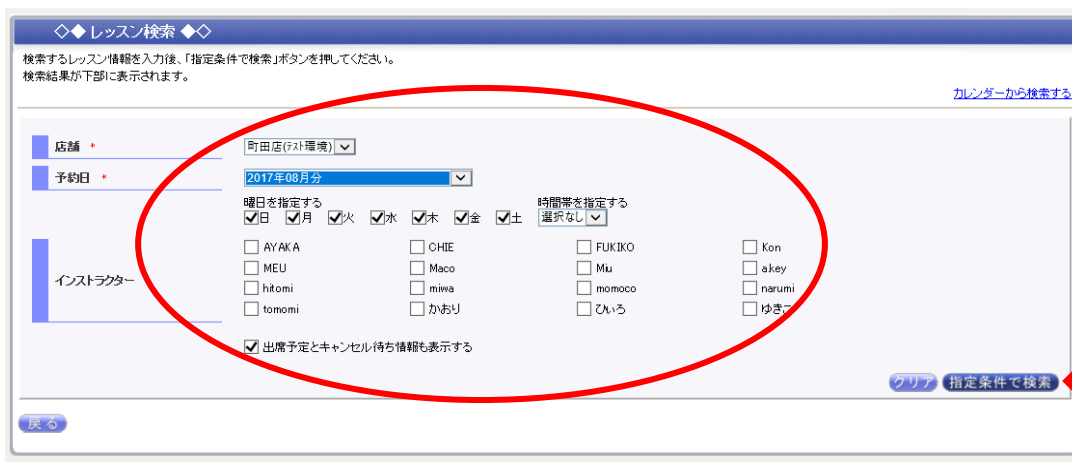 ◇◆ レッスン検索 ◆◇
検索するレッスン情報を入力後、「指定条件で検索」ボタンを押してください。
検索結果が下部に表示されます。
カレンダーから検索する
店舗 *
町田店(テスト環境)
予約日 *
2017年08月分
曜日を指定する 時間帯を指定する
日 月 火 水 木 金 土 選択なし
インストラクター
AYAKA CHIE FUKIKO Kon
MEU Maco Miu akey
hitomi miwa momoco narumi
tomomi かおり ひいろ ゆきこ
出席予定とキャンセル待ち情報も表示する
クリア 指定条件で検索
戻る